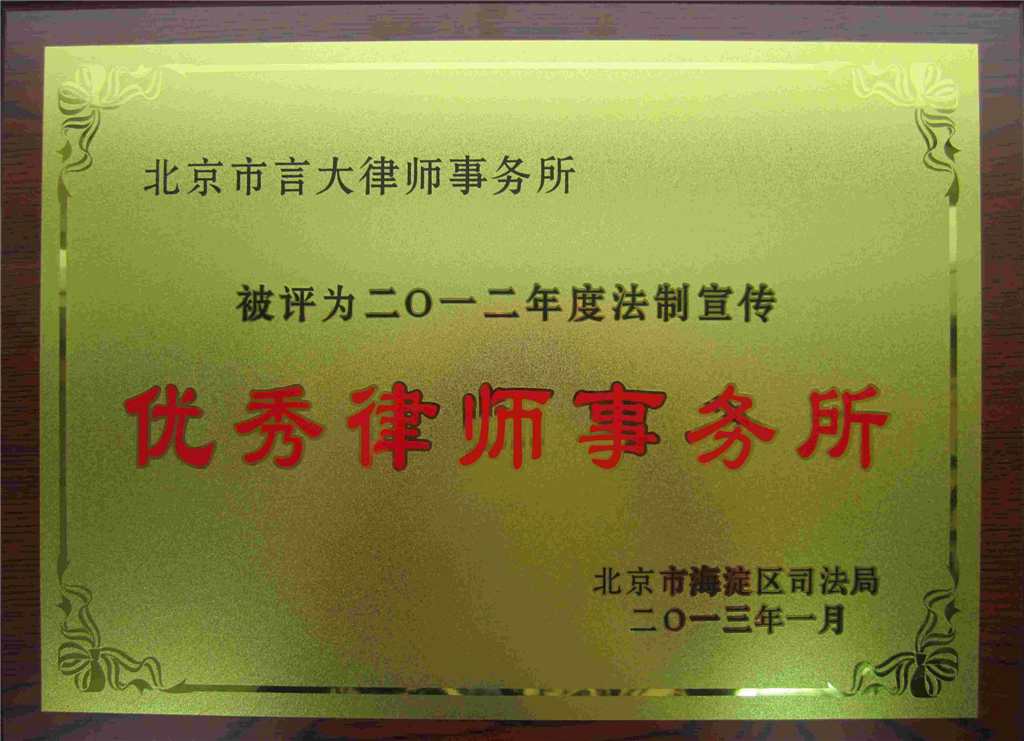 北京市言大律师事务所
被评为二〇一二年度法制宣传
优秀律师事务所
北京市海淀区司法局
二〇一三年一月